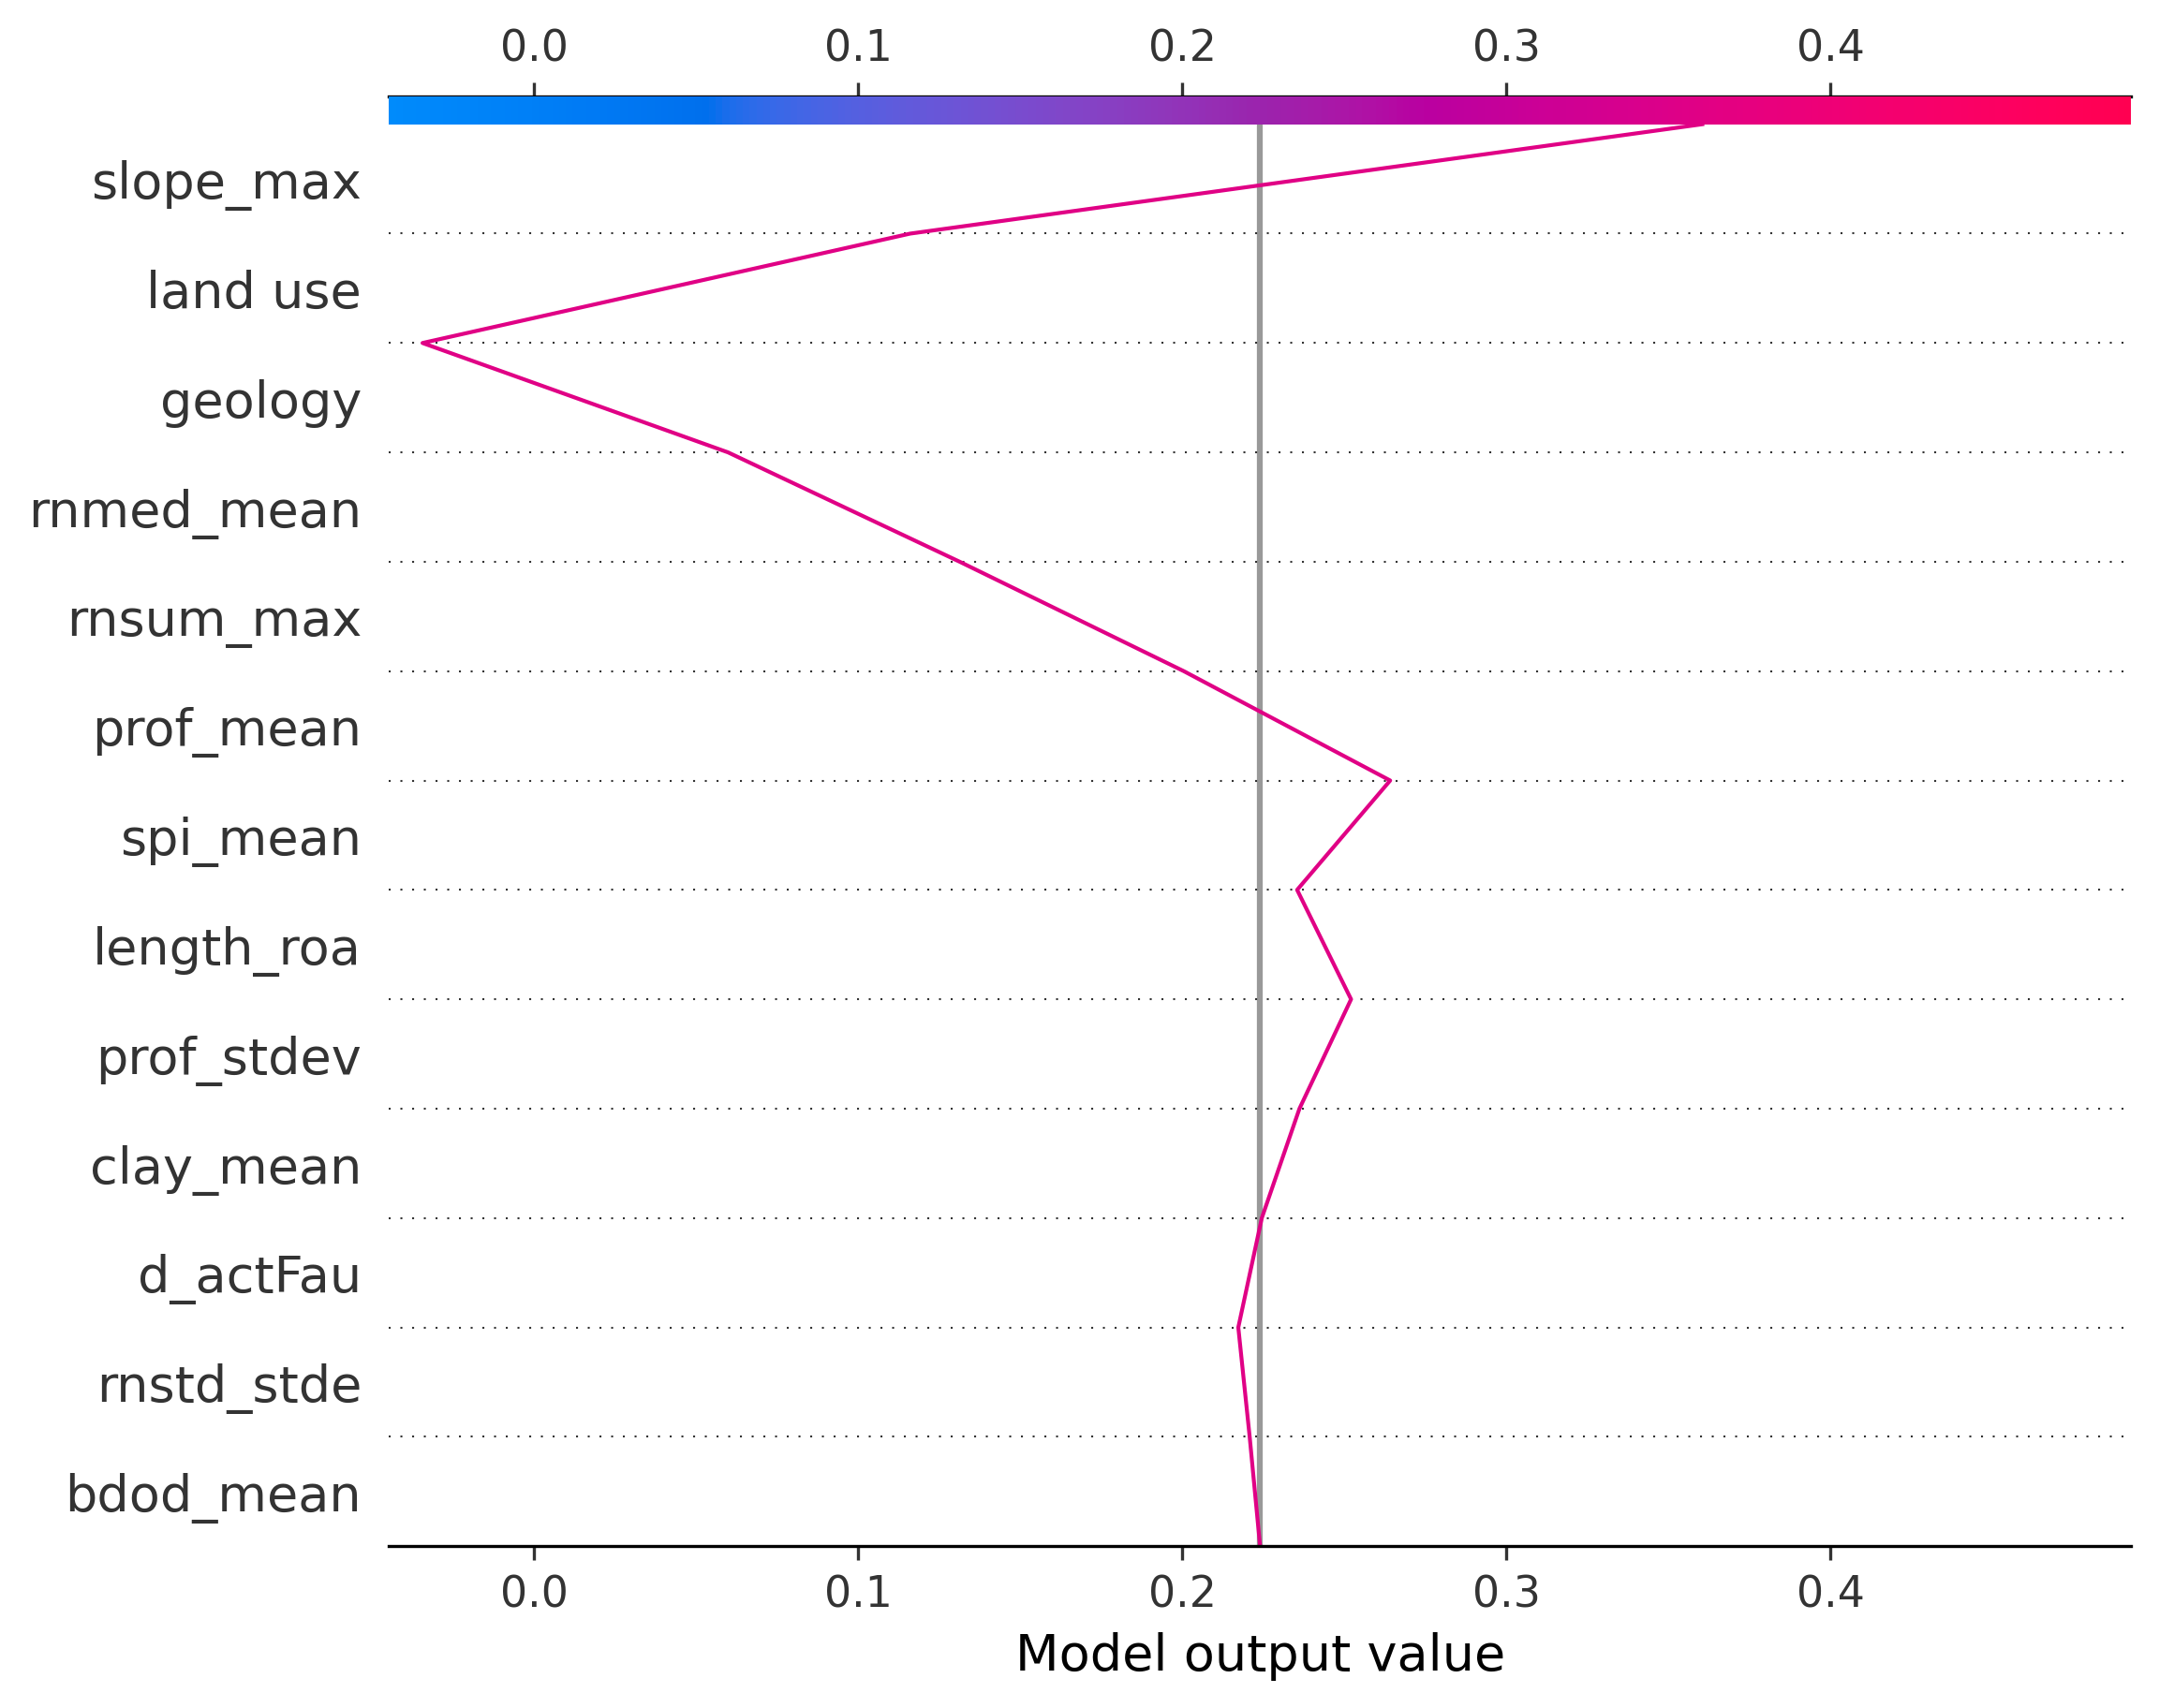 0.0 0.1 0.2 0.3 0.4
slope_max
land use
geology
rnmed_mean
rnsum_max
prof_mean
spi_mean
length_roa
prof_stdev
clay_mean
d_actFau
rnstd_stde
bdod_mean
0.0 0.1 0.2 0.3 0.4
Model output value